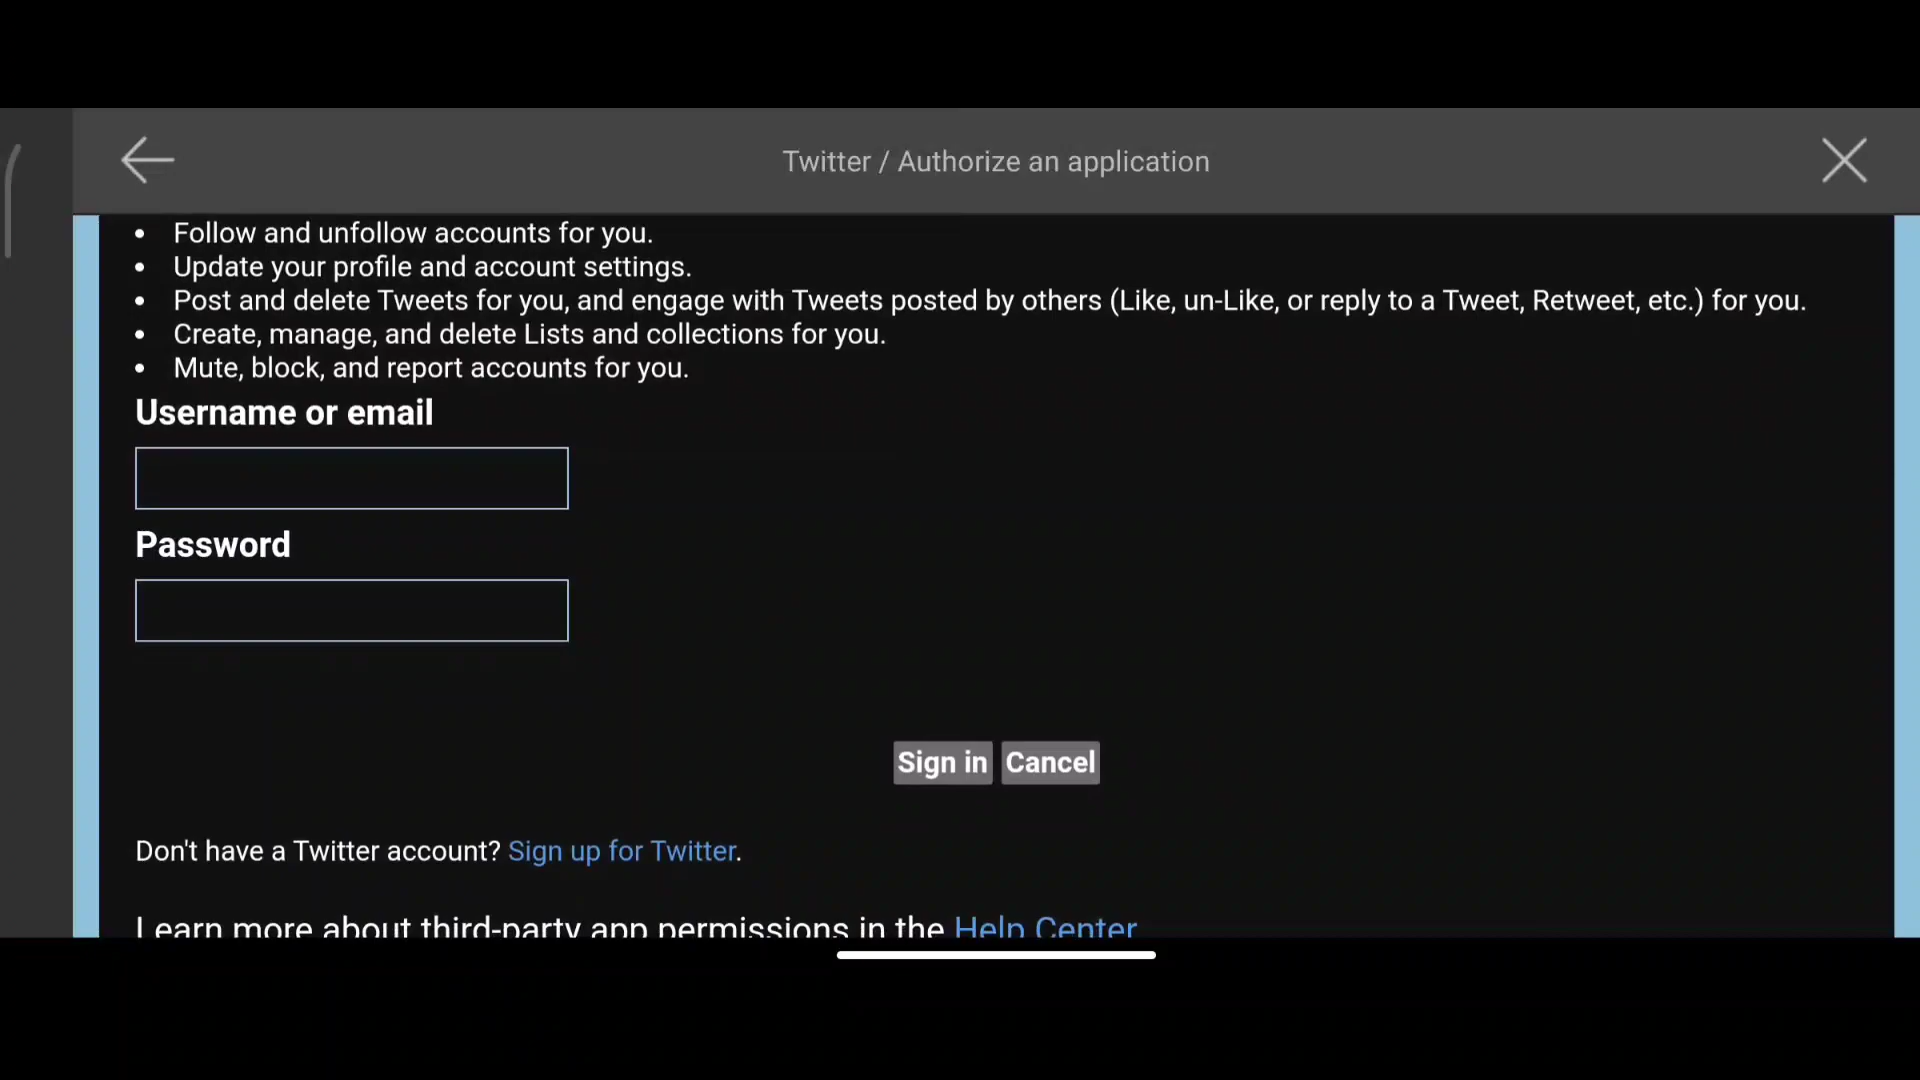 Twitter / Authorize an application
• Follow and unfollow accounts for you.
• Update your profile and account settings.
• Post and delete Tweets for you, and engage with Tweets posted by others (Like, un-Like, or reply to a Tweet, Retweet, etc.) for you.
• Create, manage, and delete Lists and collections for you.
• Mute, block, and report accounts for you.
Username or email
Password
Sign in Cancel
Don't have a Twitter account? Sign up for Twitter.
Learn more about third-party app permissions in the Help Center